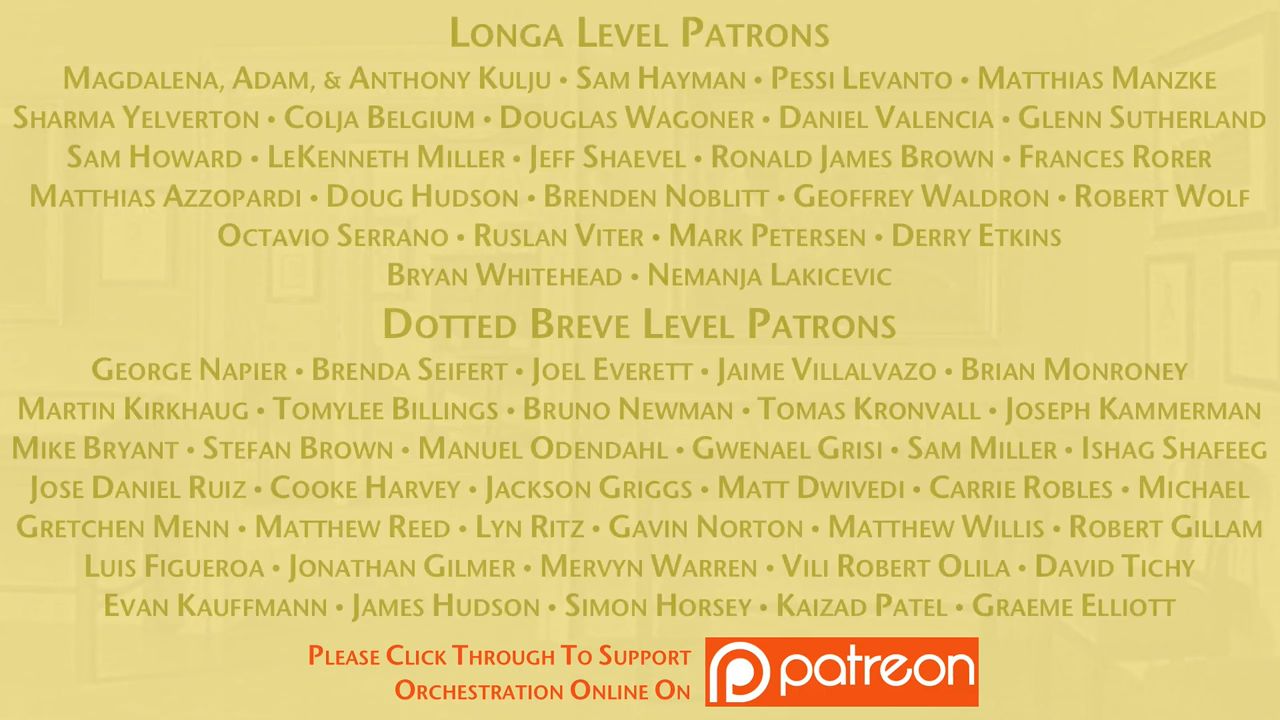 Longa Level Patrons
Magdalena, Adam, & Anthony Kulju • Sam Hayman • Pessi Levanto • Matthias Manzke
Sharma Yelverton • Colja Belgium • Douglas Wagoner • Daniel Valencia • Glenn Sutherland
Sam Howard • LeKenneth Miller • Jeff Shaevel • Ronald James Brown • Frances Rorer
Matthias Azzopardi • Doug Hudson • Brenden Noblitt • Geoffrey Waldron • Robert Wolf
Octavio Serrano • Ruslan Viter • Mark Petersen • Derry Etkins
Bryan Whitehead • Nemanja Lakicevic
Dotted Breve Level Patrons
George Napier • Brenda Seifert • Joel Everett • Jaime Villalvazo • Brian Monroney
Martin Kirkhaug • Tomylee Billings • Bruno Newman • Tomas Kronvall • Joseph Kammerman
Mike Bryant • Stefan Brown • Manuel Odendahl • Gwenael Grisi • Sam Miller • Ishag Shafeeg
Jose Daniel Ruiz • Cooke Harvey • Jackson Griggs • Matt Dwivedi • Carrie Robles • Michael
Gretchen Menn • Matthew Reed • Lyn Ritz • Gavin Norton • Matthew Willis • Robert Gillam
Luis Figueroa • Jonathan Gilmer • Mervyn Warren • Vili Robert Olila • David Tichy
Evan Kauffmann • James Hudson • Simon Horsey • Kaizad Patel • Graeme Elliott
Please Click Through To Support
Orchestration Online On
patreon